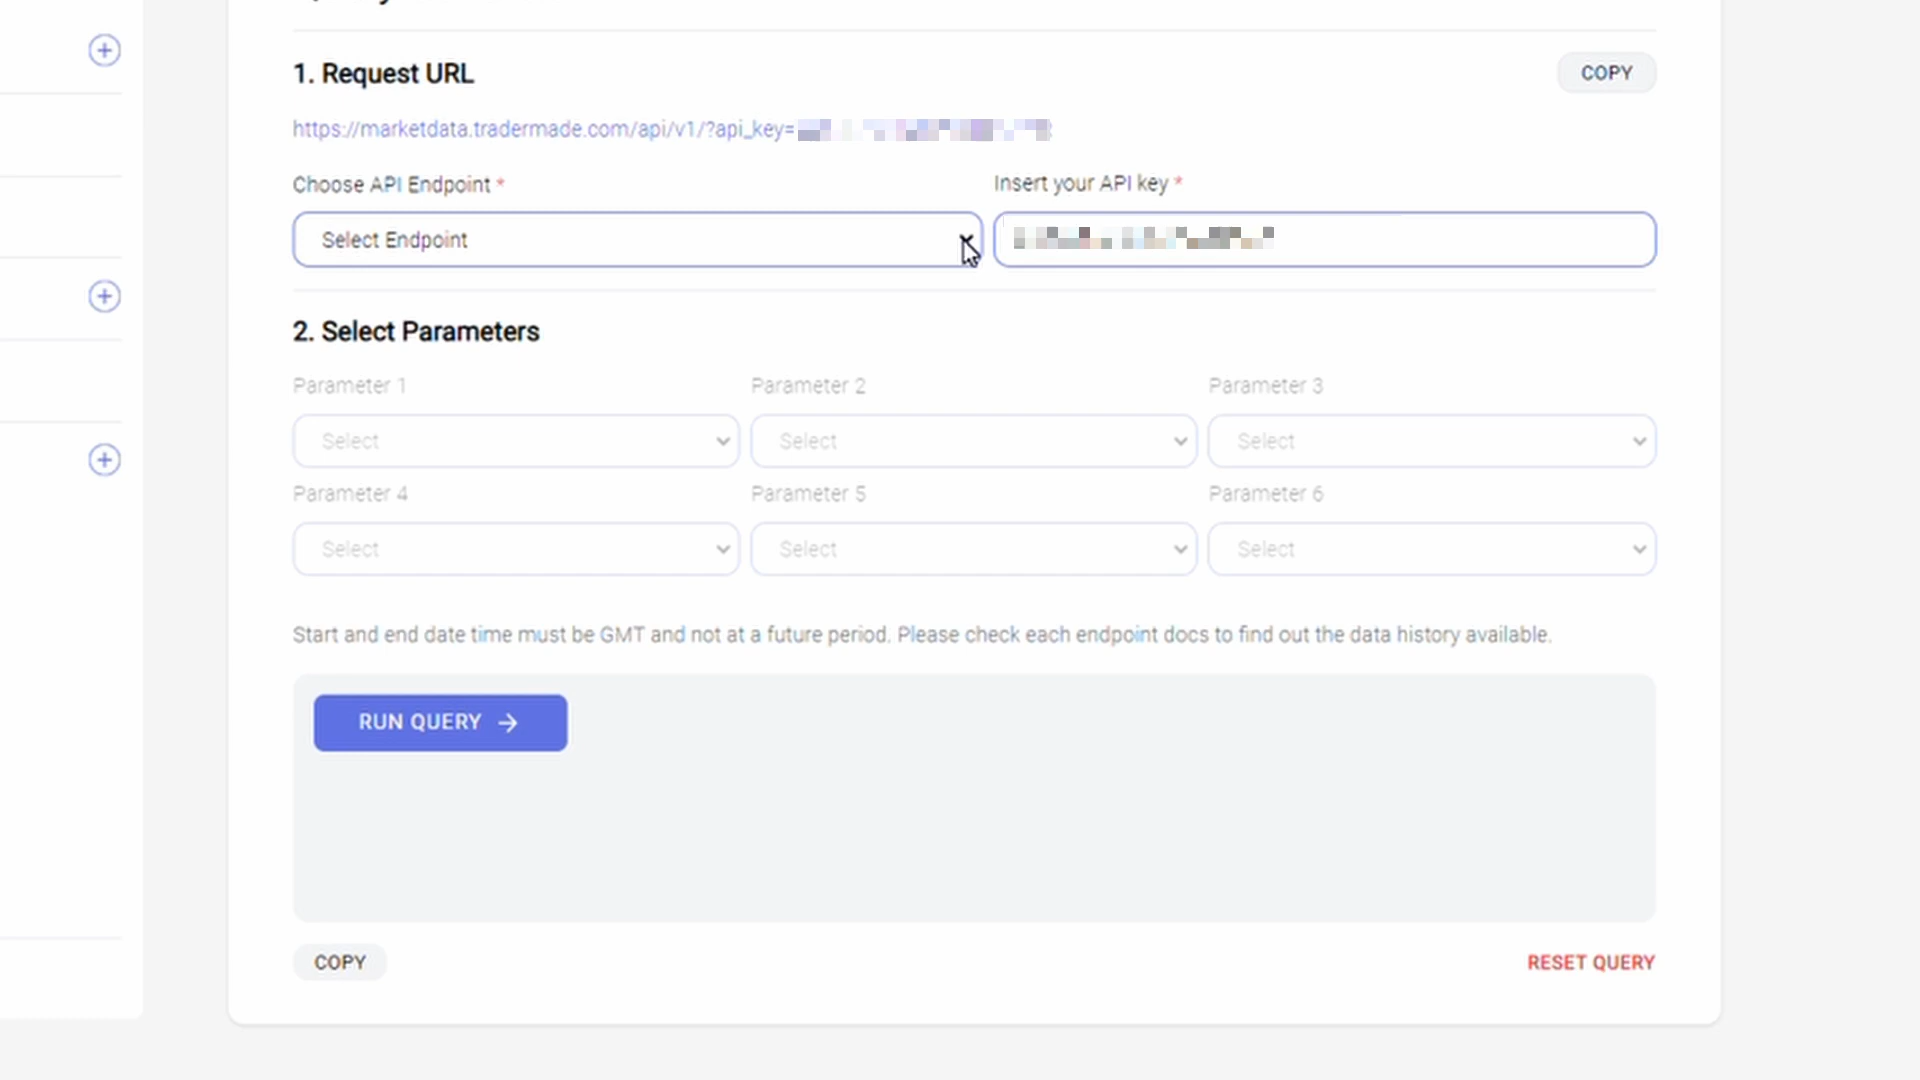 1. Request URL
COPY
https://marketdata.tradermade.com/api/v1/?api_key=
Choose API Endpoint *
Insert your API key *
Select Endpoint
2. Select Parameters
Parameter 1
Parameter 2
Parameter 3
Select
Select
Select
Parameter 4
Parameter 5
Parameter 6
Select
Select
Select
Start and end date time must be GMT and not at a future period. Please check each endpoint docs to find out the data history available.
RUN QUERY →
COPY
RESET QUERY